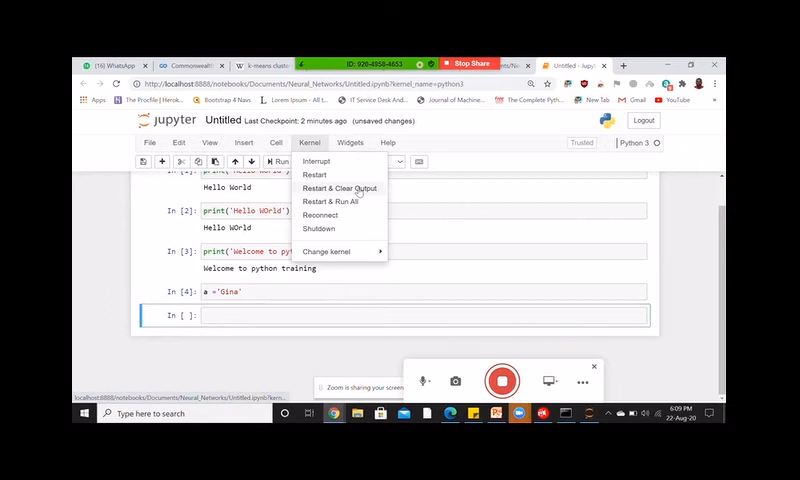 (16) WhatsApp
Commonwealth
k-means cluster
ID: 920-4958-4653
Stop Share
Untitled - Jupy
http://localhost:8888/notebooks/Documents/Neural_Networks/Untitled.ipynb?kernel_name=python3
Apps
The Procfile | Herok
Bootstrap 4 Navs
Lorem Ipsum - All t
IT Service Desk And
Journal of Machine
The Complete Pyth
New Tab
Gmail
YouTube
jupyter Untitled Last Checkpoint: 2 minutes ago (unsaved changes)
Python 3
Logout
File Edit View Insert Cell Kernel Widgets Help
Trusted
Run
Interrupt
Restart
Restart & Clear Output
Restart & Run All
Reconnect
Shutdown
Change kernel
Hello World
In [2]: print('Hello WOrld')
Hello WOrld
In [3]: print('Welcome to pyt
Welcome to python training
In [4]: a ='Gina'
In [ ]:
Zoom is sharing your screen
localhost:8888/notebooks/Documents/Neural_Networks/Untitled.ipynb?kern...
Type here to search
6:09 PM
22-Aug-20